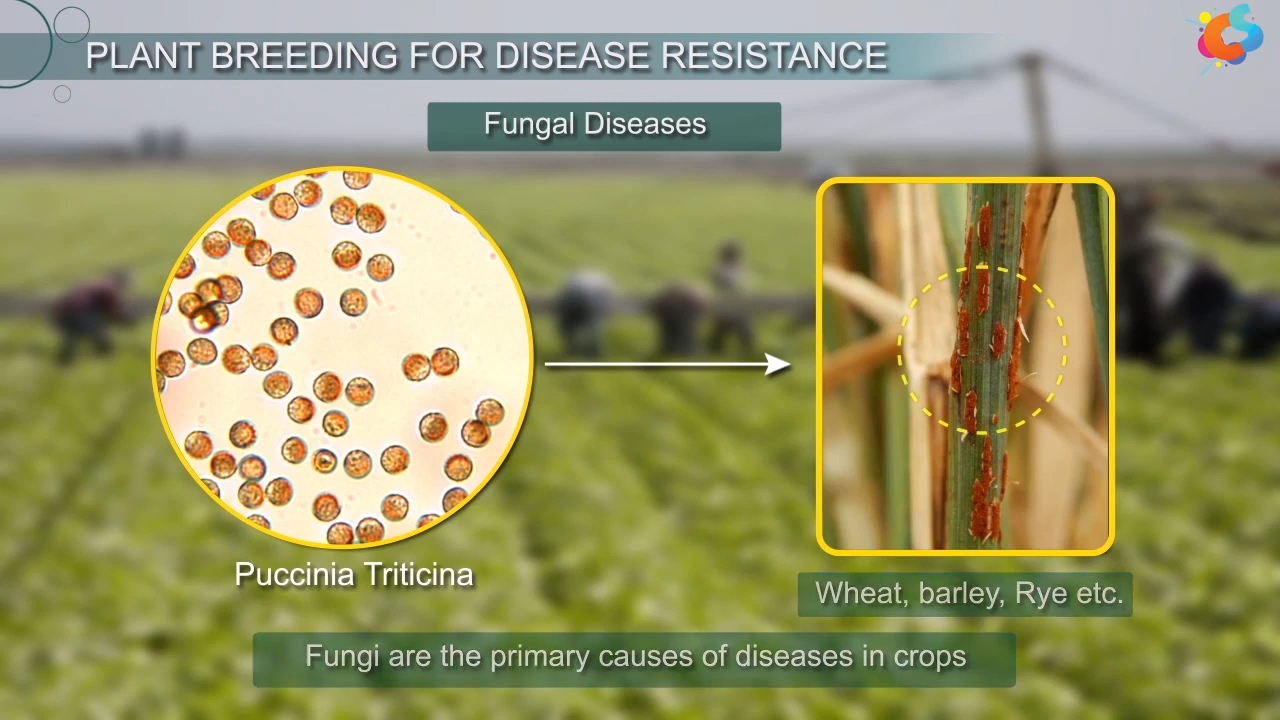 PLANT BREEDING FOR DISEASE RESISTANCE
Fungal Diseases
Puccinia Triticina
Wheat, barley, Rye etc.
Fungi are the primary causes of diseases in crops